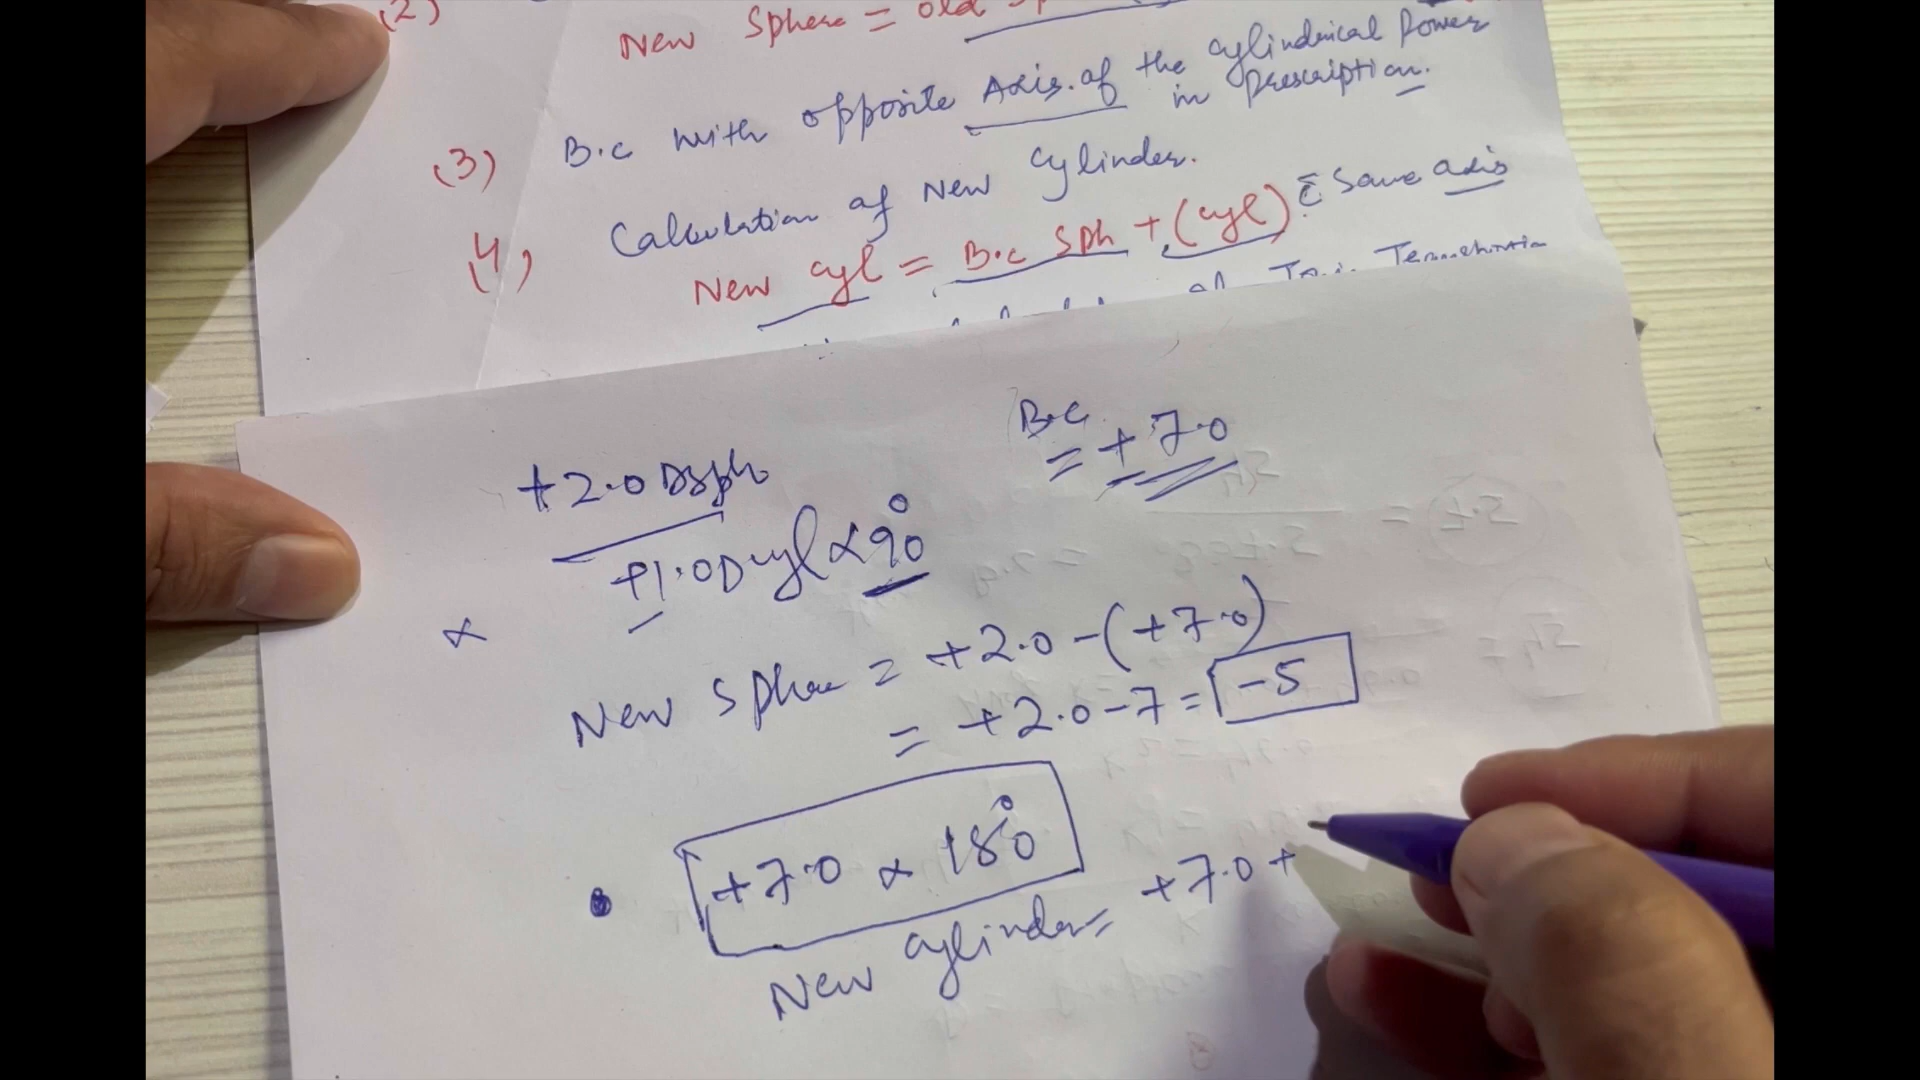 (2)
New Sphere = old
(3) B.c with opposite Axis.of the cylinderical Power
in prescription.
(4) Calculation of New Cylinder.
New cyl = B.c Sph + (cyl) c̄ Same axis
B.C
= + 7.0
+2.0 Dsph
+1.0 Dcyl x 90°
x
New Sphere = +2.0 - (+7.0)
= +2.0 - 7 = -5
+7.0 x 180°
New cylinder = +7.0 +